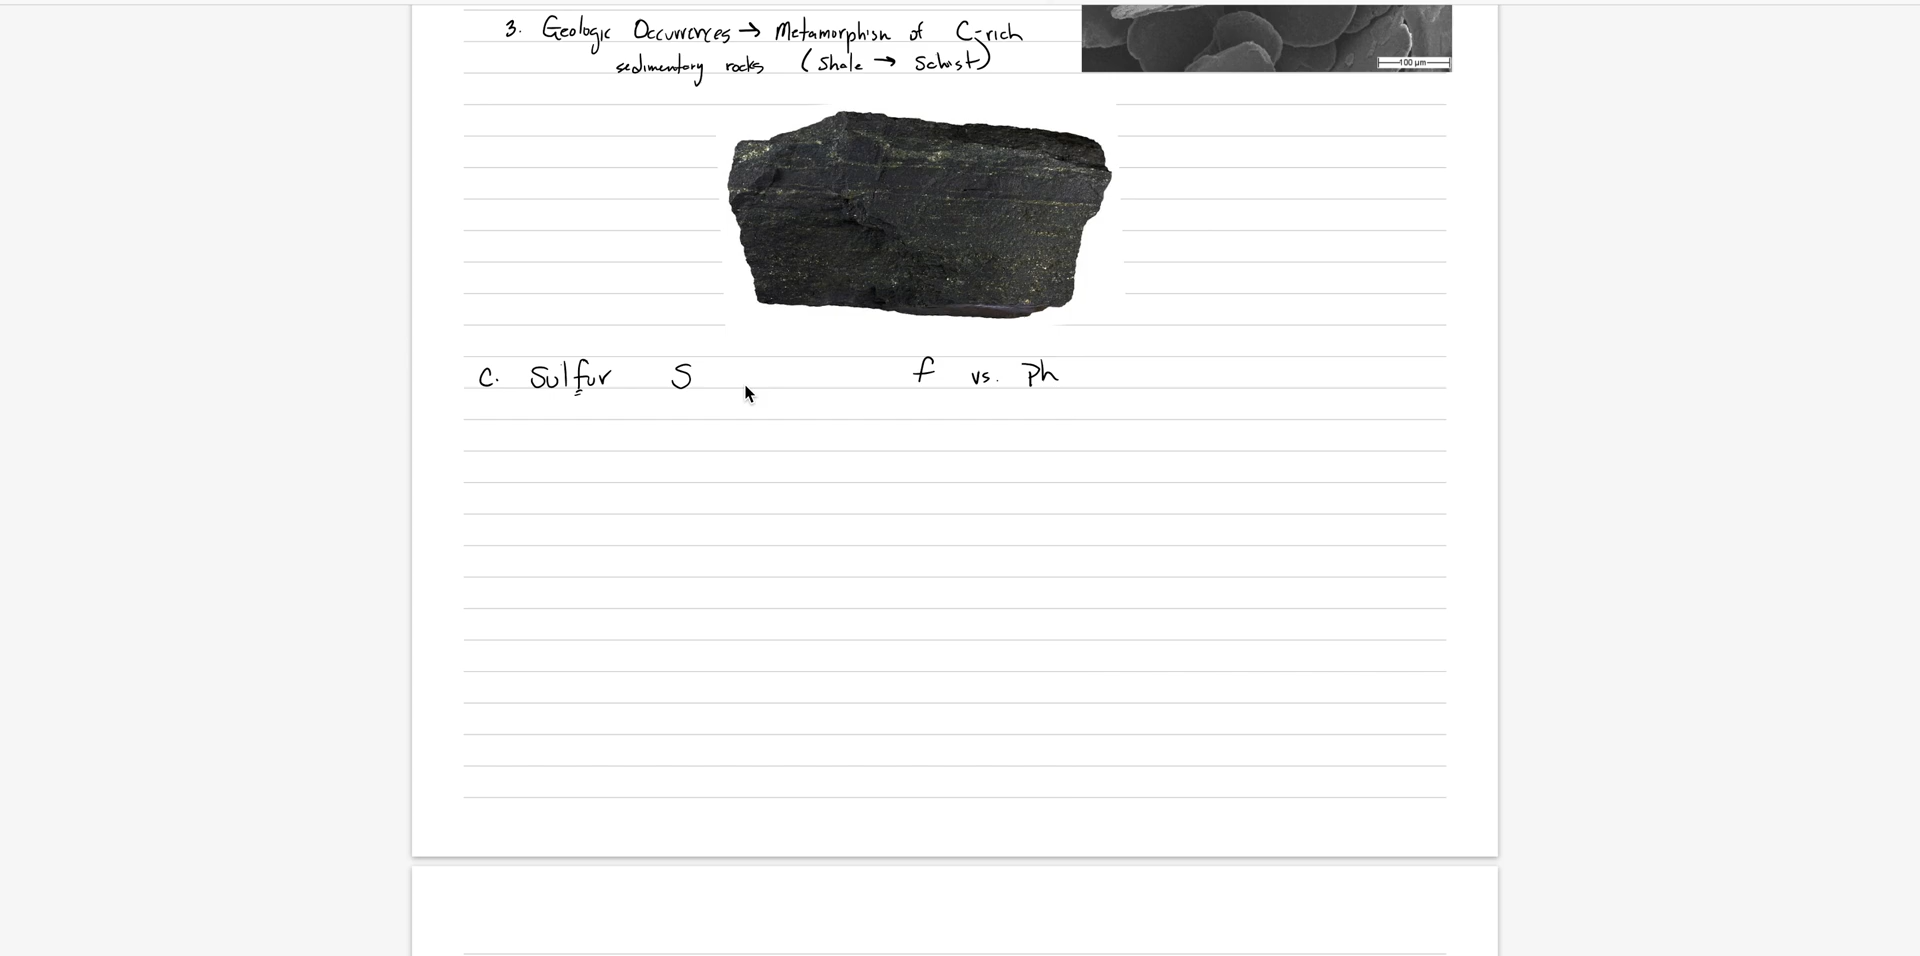 3. Geologic Occurrences → Metamorphism of C-rich
sedimentary rocks (Shale → Schist)
100 µm
C. Sulfur S f vs. Ph